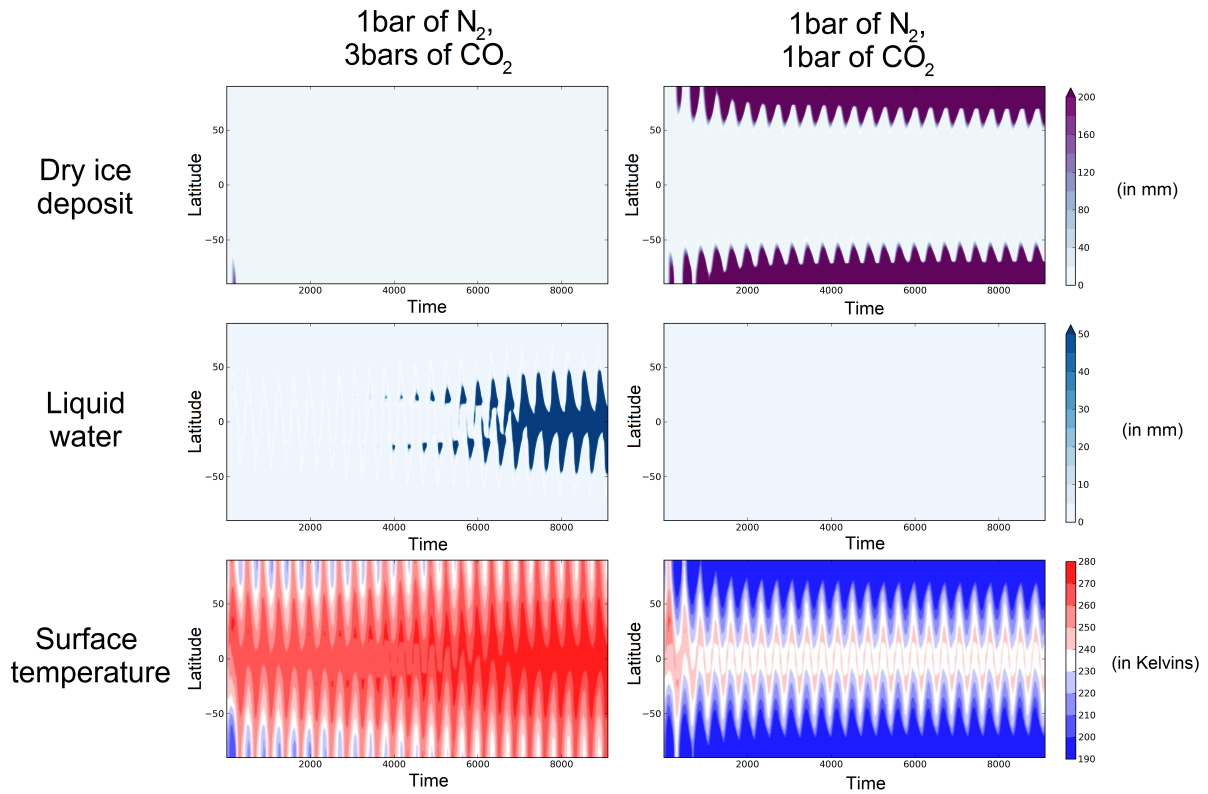 1bar of N2,
3bars of CO2
1bar of N2,
1bar of CO2
Dry ice
deposit
Latitude
50
0
−50
2000 4000 6000 8000
Time
Latitude
50
0
−50
2000 4000 6000 8000
Time
200
160
120
80
40
0
(in mm)
Liquid
water
Latitude
50
0
−50
2000 4000 6000 8000
Time
Latitude
50
0
−50
2000 4000 6000 8000
Time
50
40
30
20
10
0
(in mm)
Surface
temperature
Latitude
50
0
−50
2000 4000 6000 8000
Time
Latitude
50
0
−50
2000 4000 6000 8000
Time
280
270
260
250
240
230
220
210
200
190
(in Kelvins)